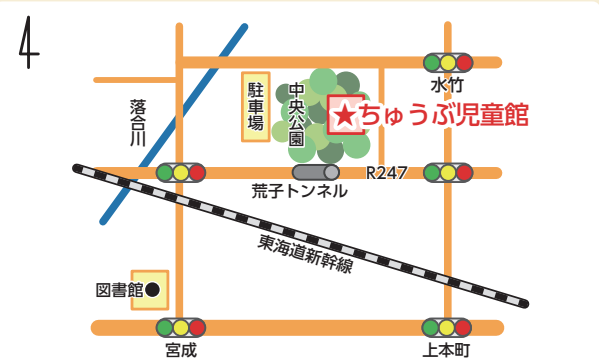 4
水竹
駐車場
中央公園
★ちゅうぶ児童館
落合川
R247
荒子トンネル
東海道新幹線
図書館
宮成
上本町